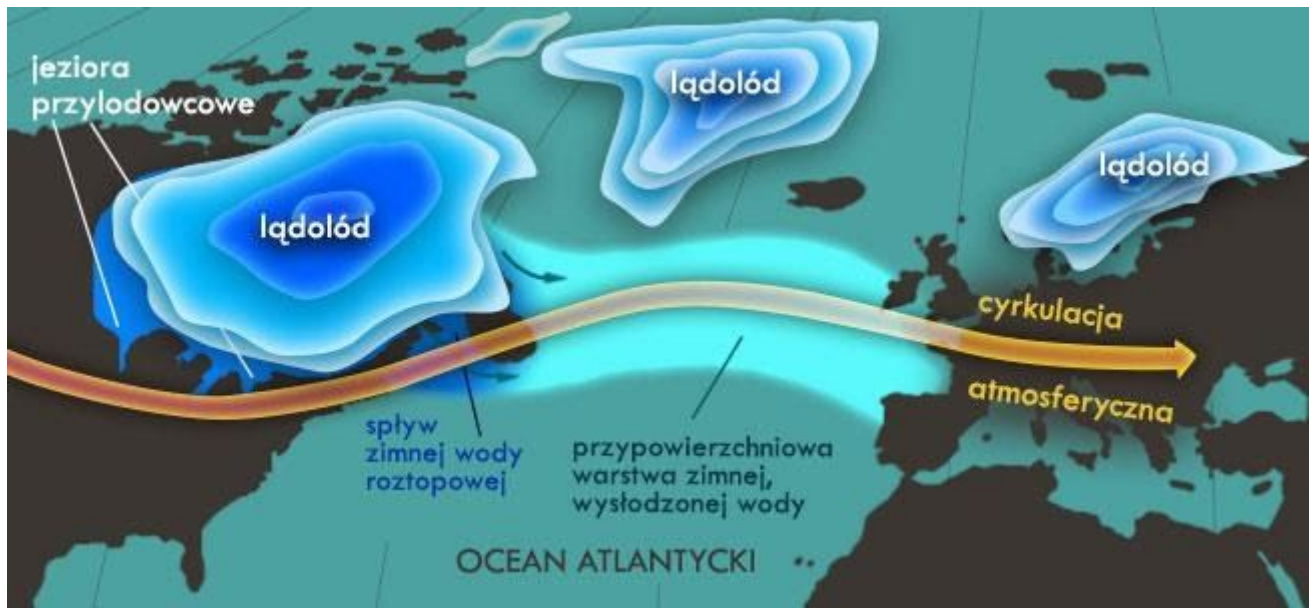 jeziora
przylodowcowe
lądolód
lądolód
lądolód
cyrkulacja
atmosferyczna
spływ
zimnej wody
roztopowej
przypowierzchniowa
warstwa zimnej,
wysłodzonej wody
OCEAN ATLANTYCKI